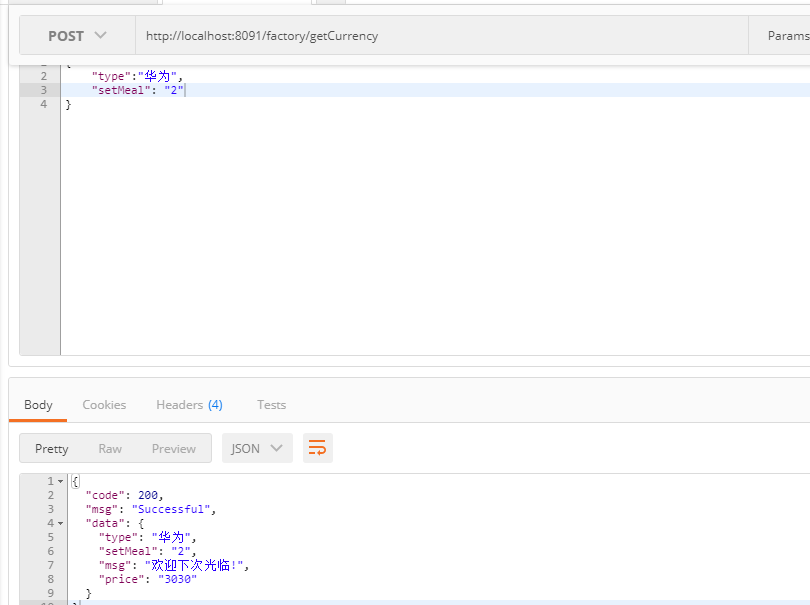 POST http://localhost:8091/factory/getCurrency Params
2 "type":"华为",
3 "setMeal": "2"
4 }
Body Cookies Headers (4) Tests
Pretty Raw Preview JSON
1 {
2 "code": 200,
3 "msg": "Successful",
4 "data": {
5 "type": "华为",
6 "setMeal": "2",
7 "msg": "欢迎下次光临!",
8 "price": "3030"
9 }